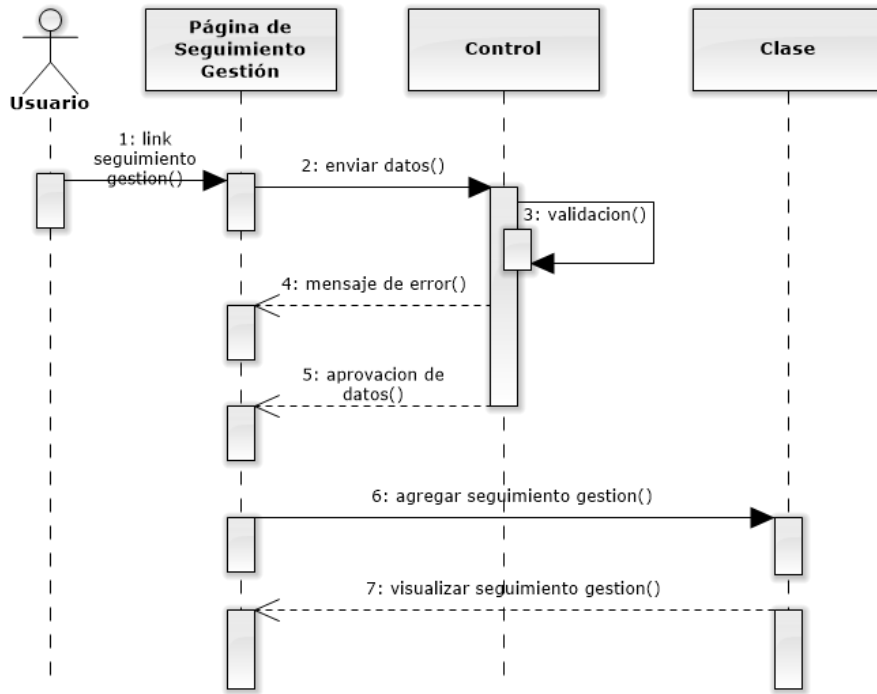 Usuario
Página de
Seguimiento
Gestión
Control
Clase
1: link
seguimiento
gestion()
2: enviar datos()
3: validacion()
4: mensaje de error()
5: aprovacion de
datos()
6: agregar seguimiento gestion()
7: visualizar seguimiento gestion()